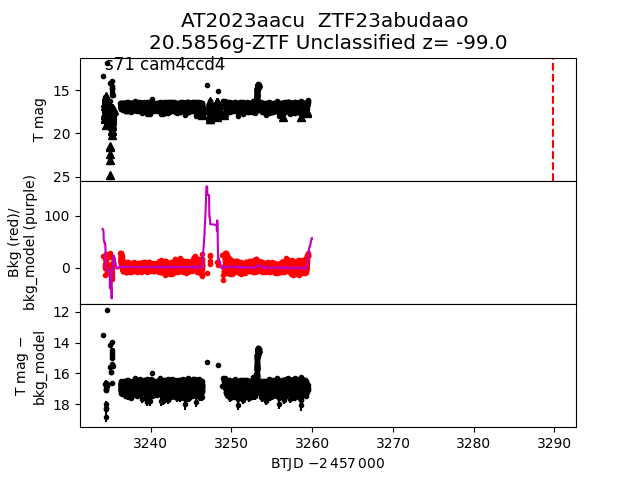 AT2023aacu  ZTF23abudaao
20.5856g-ZTF Unclassified z= -99.0
s71 cam4ccd4
T mag
15
20
25
Bkg (red)/
bkg_model (purple)
100
0
T mag −
bkg_model
12
14
16
18
3240
3250
3260
3270
3280
3290
BTJD −2 457 000